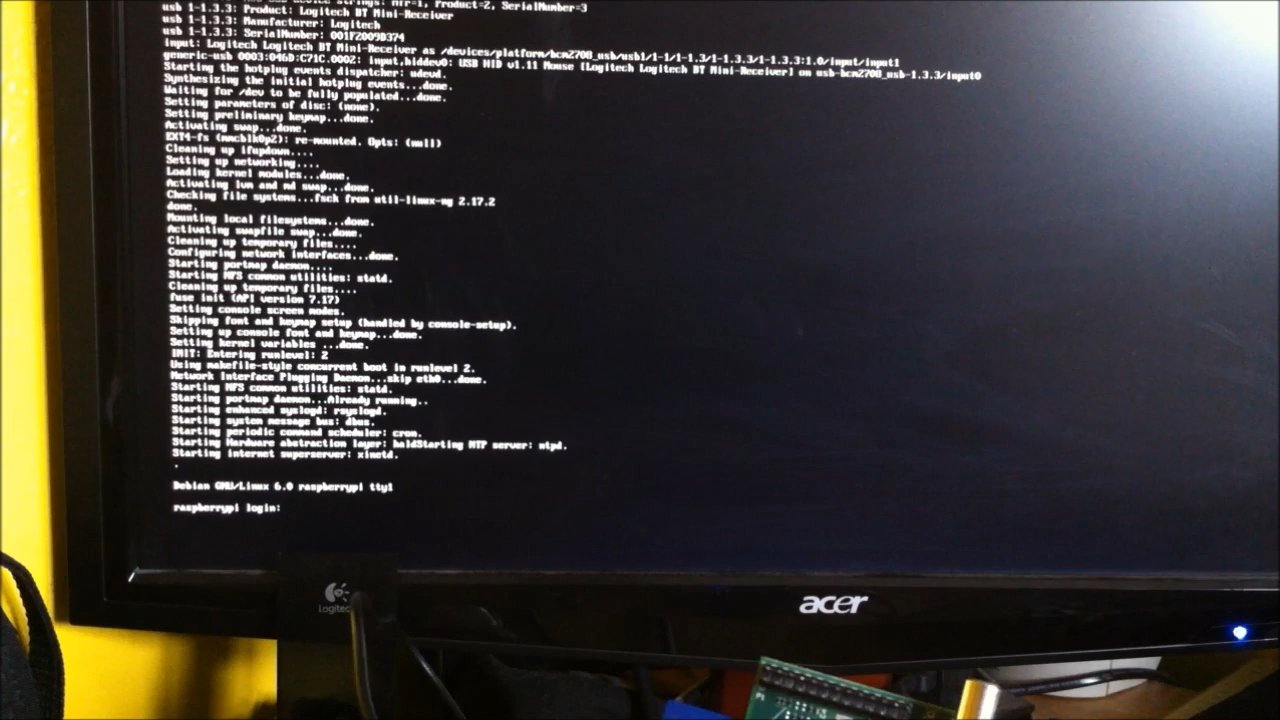 usb device strings: Mfr=1, Product=2, SerialNumber=3
usb 1-1.3.3: Product: Logitech BT Mini-Receiver
usb 1-1.3.3: Manufacturer: Logitech
usb 1-1.3.3: SerialNumber: 001F2009D374
input: Logitech Logitech BT Mini-Receiver as /devices/platform/bcm2708_usb/usb1/1-1/1-1.3/1-1.3.3/1-1.3.3:1.0/input/input1
generic-usb 0003:046D:C71C.0002: input,hiddev0: USB HID v1.11 Mouse [Logitech Logitech BT Mini-Receiver] on usb-bcm2708_usb-1.3.3/input0
Starting the hotplug events dispatcher: udevd.
Synthesizing the initial hotplug events...done.
Waiting for /dev to be fully populated...done.
Setting parameters of disc: (none).
Setting preliminary keymap...done.
Activating swap...done.
EXT4-fs (mmcblk0p2): re-mounted. Opts: (null)
Cleaning up ifupdown....
Setting up networking....
Loading kernel modules...done.
Activating lvm and md swap...done.
Checking file systems...fsck from util-linux-ng 2.17.2
done.
Mounting local filesystems...done.
Activating swapfile swap...done.
Cleaning up temporary files....
Configuring network interfaces...done.
Starting portmap daemon....
Starting NFS common utilities: statd.
Cleaning up temporary files....
fuse init (API version 7.17)
Setting console screen modes.
Skipping font and keymap setup (handled by console-setup).
Setting up console font and keymap...done.
Setting kernel variables ...done.
INIT: Entering runlevel: 2
Using makefile-style concurrent boot in runlevel 2.
Network Interface Plugging Daemon...skip eth0...done.
Starting NFS common utilities: statd.
Starting portmap daemon...Already running..
Starting enhanced syslogd: rsyslogd.
Starting system message bus: dbus.
Starting periodic command scheduler: cron.
Starting Hardware abstraction layer: haldStarting NTP server: ntpd.
Starting internet superserver: xinetd.
.
Debian GNU/Linux 6.0 raspberrypi tty1
raspberrypi login:
Logitech
acer